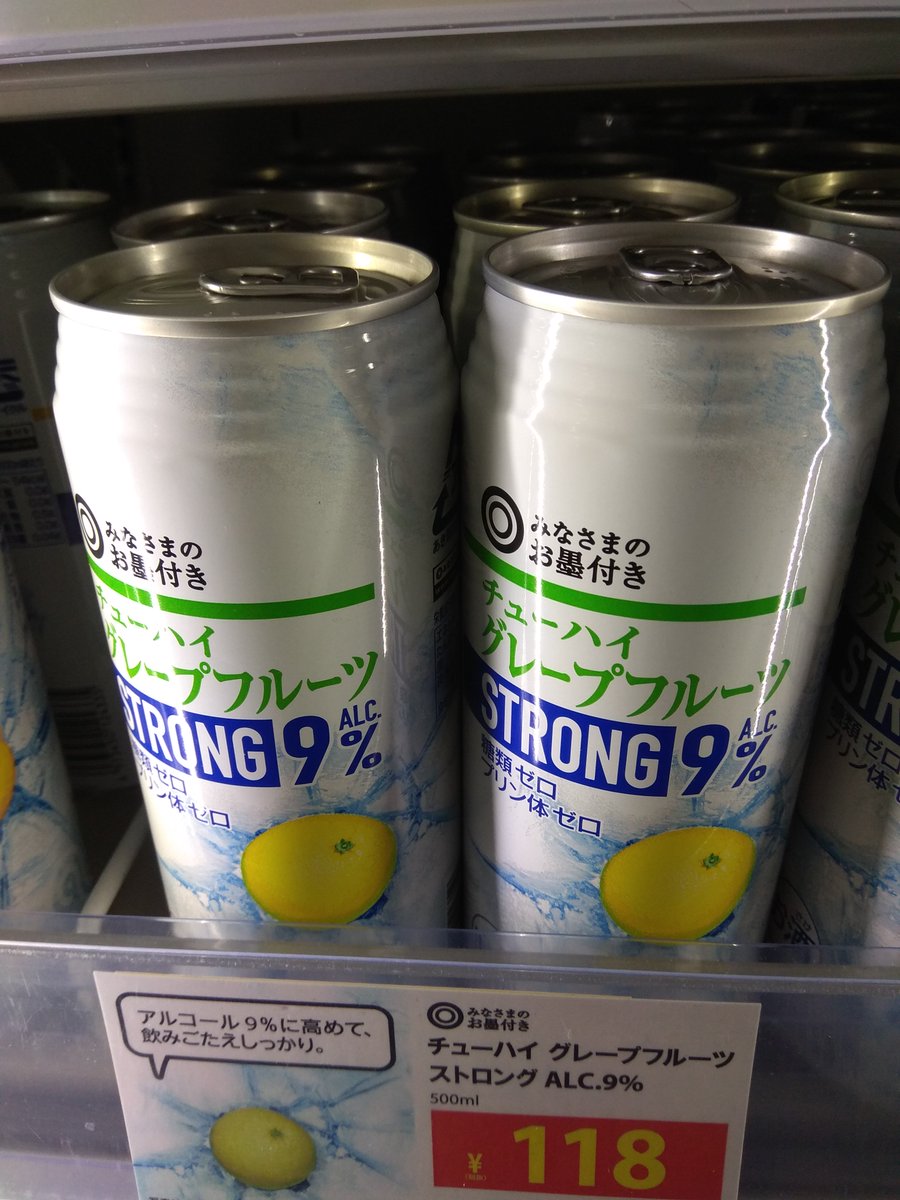 みなさまの
お墨付き
チューハイ
グレープフルーツ
STRONG 9% ALC.
糖類ゼロ
プリン体ゼロ
みなさまの
お墨付き
チューハイ
グレープフルーツ
STRONG 9% ALC.
糖類ゼロ
プリン体ゼロ
アルコール9%に高めて、
飲みごたえしっかり。
みなさまの
お墨付き
チューハイ グレープフルーツ
ストロング ALC.9%
500ml
¥118